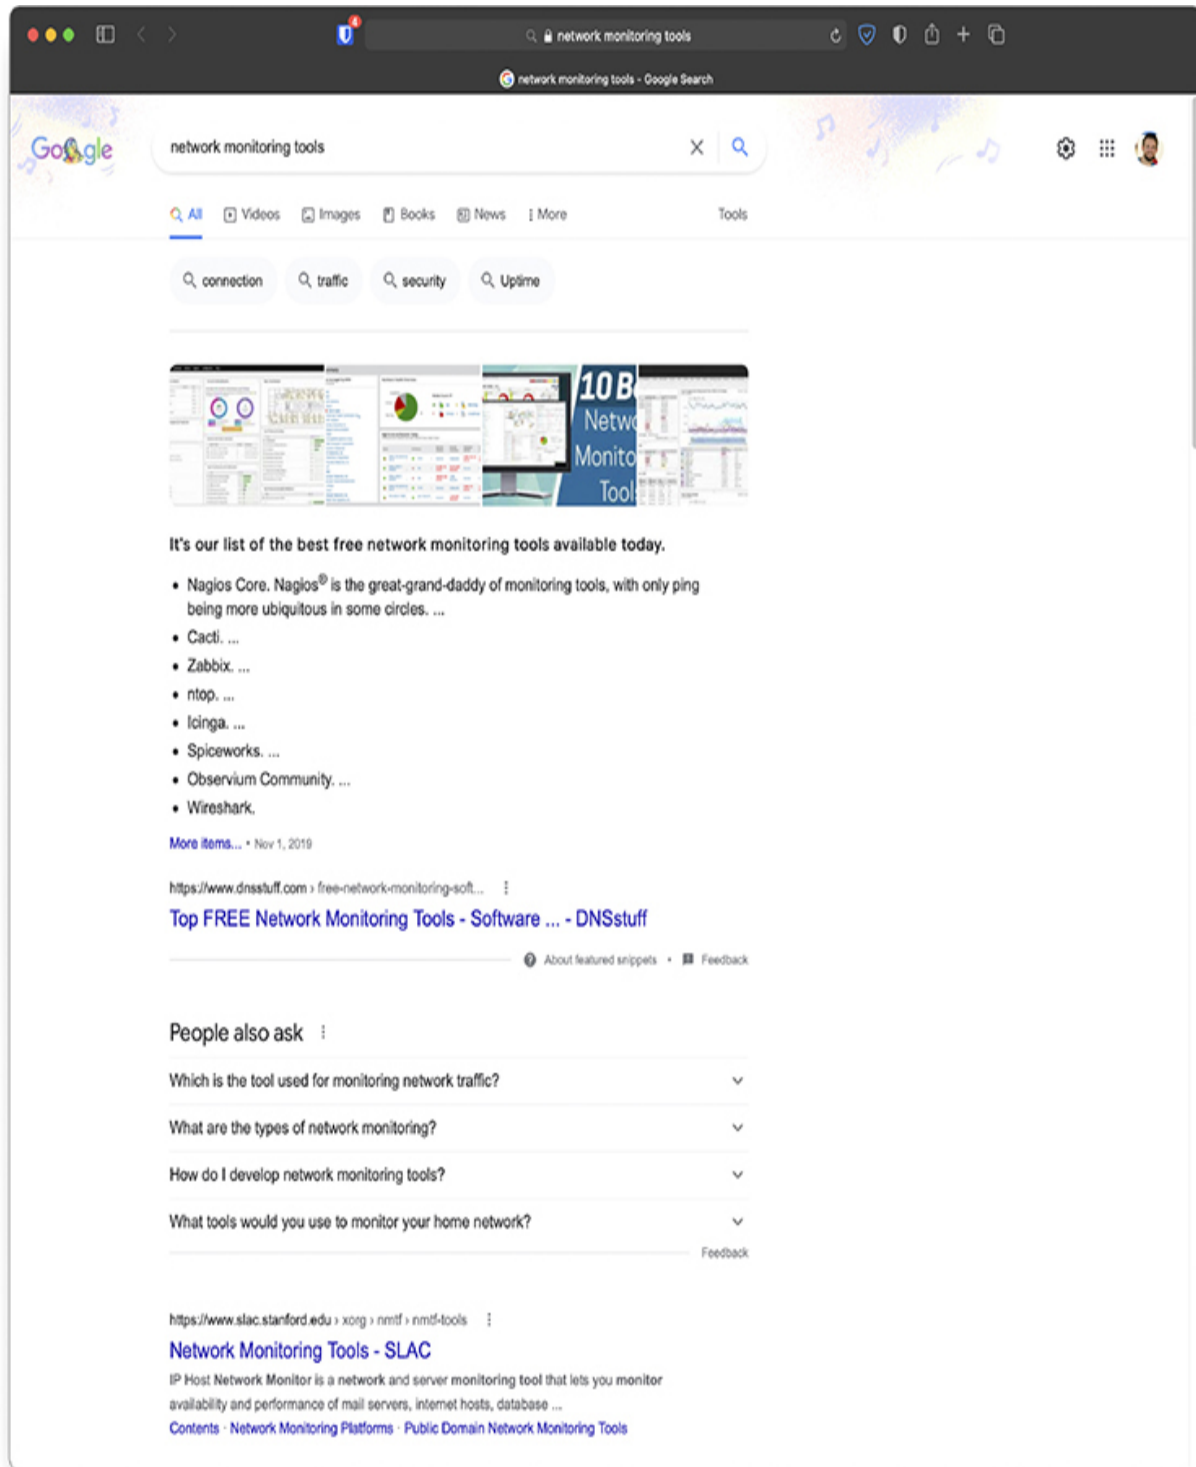 4
network monitoring tools
network monitoring tools - Google Search
Google
network monitoring tools
All Videos Images Books News More Tools
connection traffic security Uptime
10 B
Netwo
Monito
Tool
It's our list of the best free network monitoring tools available today.
• Nagios Core. Nagios® is the great-grand-daddy of monitoring tools, with only ping
being more ubiquitous in some circles. ...
• Cacti. ...
• Zabbix. ...
• ntop. ...
• Icinga. ...
• Spiceworks. ...
• Observium Community. ...
• Wireshark.
More items... • Nov 1, 2019
https://www.dnsstuff.com › free-network-monitoring-soft...
Top FREE Network Monitoring Tools - Software ... - DNSstuff
About featured snippets • Feedback
People also ask
Which is the tool used for monitoring network traffic?
What are the types of network monitoring?
How do I develop network monitoring tools?
What tools would you use to monitor your home network?
Feedback
https://www.slac.stanford.edu › xorg › nmtf › nmtf-tools
Network Monitoring Tools - SLAC
IP Host Network Monitor is a network and server monitoring tool that lets you monitor
availability and performance of mail servers, internet hosts, database ...
Contents · Network Monitoring Platforms · Public Domain Network Monitoring Tools